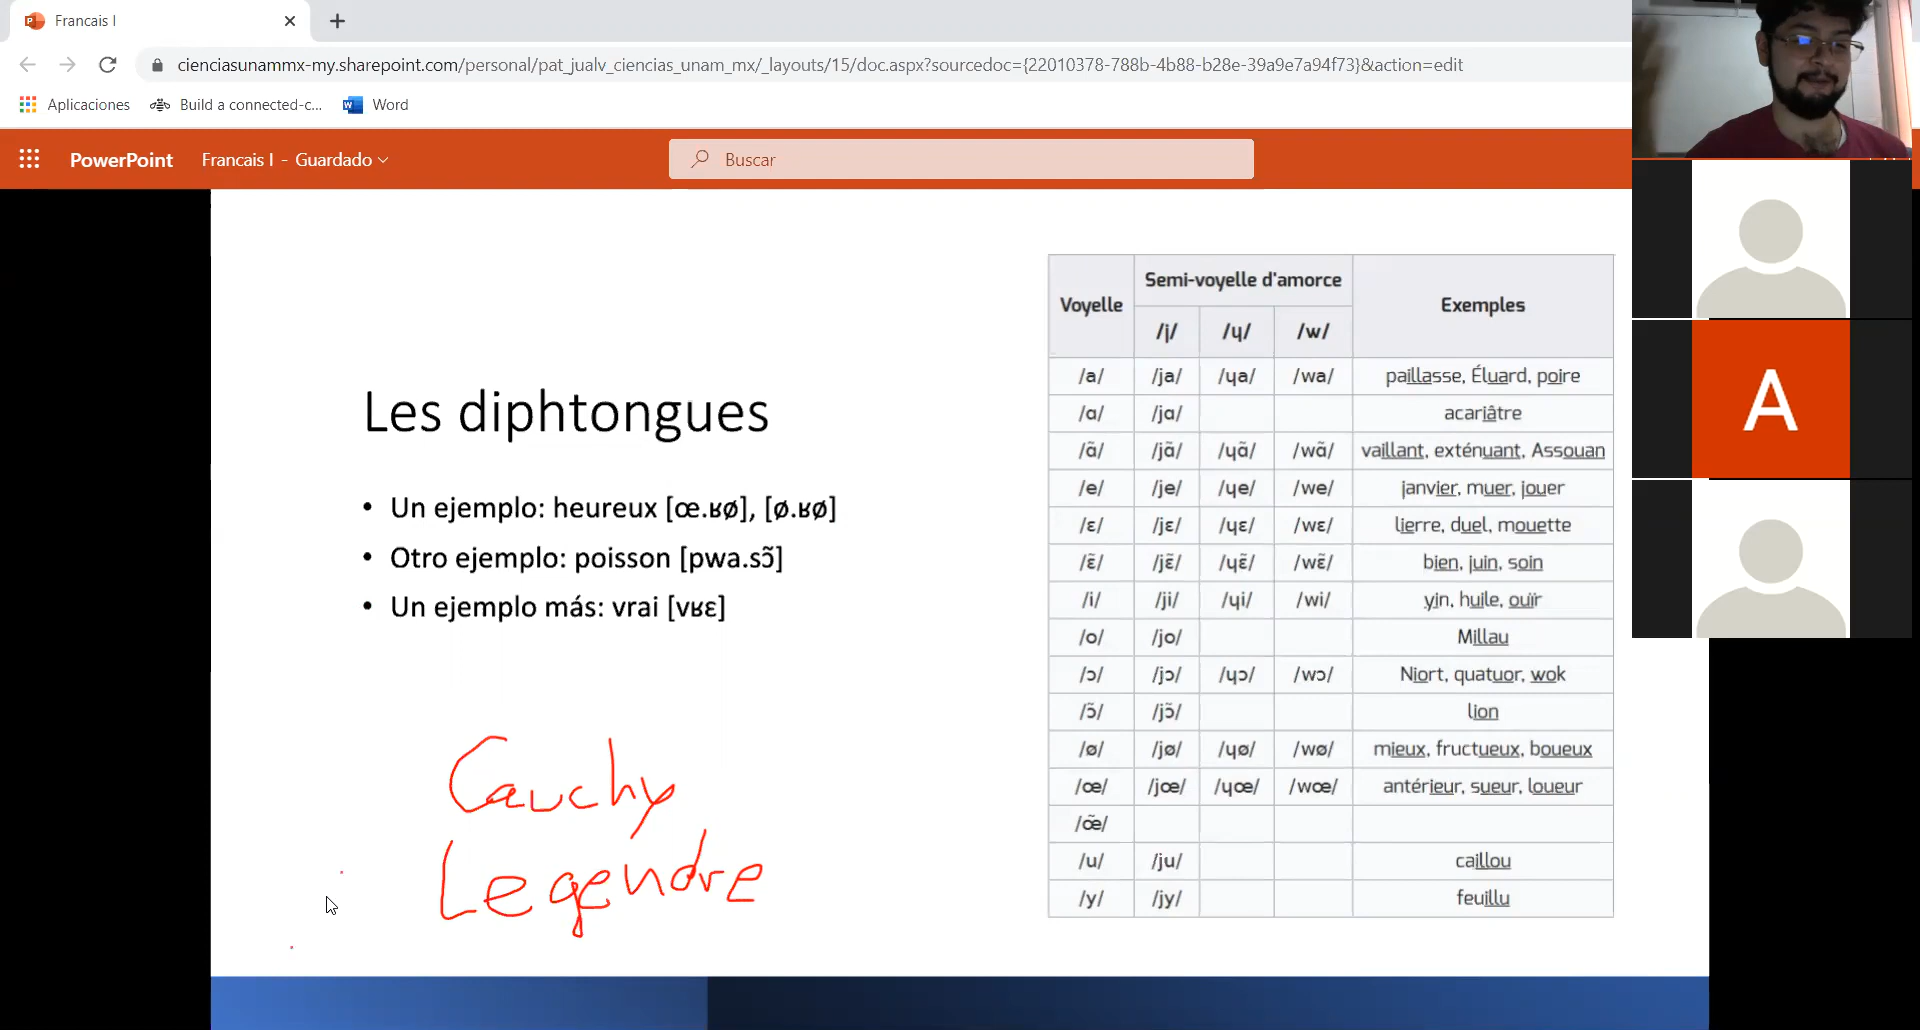 Francais I
cienciasunammx-my.sharepoint.com/personal/pat_jualv_ciencias_unam_mx/_layouts/15/doc.aspx?sourcedoc={22010378-788b-4b88-b28e-39a9e7a94f73}&action=edit
Aplicaciones Build a connected-c... Word
PowerPoint Francais I - Guardado Buscar
Les diphtongues
• Un ejemplo: heureux [œ.ʁø], [ø.ʁø]
• Otro ejemplo: poisson [pwa.sɔ̃]
• Un ejemplo más: vrai [vʁɛ]
Cauchy
Legendre
Voyelle Semi-voyelle d'amorce Exemples
/j/ /ɥ/ /w/
/a/ /ja/ /ɥa/ /wa/ paillasse, Éluard, poire
/ɑ/ /jɑ/ acariâtre
/ɑ̃/ /jɑ̃/ /ɥɑ̃/ /wɑ̃/ vaillant, exténuant, Assouan
/e/ /je/ /ɥe/ /we/ janvier, muer, jouer
/ɛ/ /jɛ/ /ɥɛ/ /wɛ/ lierre, duel, mouette
/ɛ̃/ /jɛ̃/ /ɥɛ̃/ /wɛ̃/ bien, juin, soin
/i/ /ji/ /ɥi/ /wi/ yin, huile, ouïr
/o/ /jo/ Millau
/ɔ/ /jɔ/ /ɥɔ/ /wɔ/ Niort, quatuor, wok
/ɔ̃/ /jɔ̃/ lion
/ø/ /jø/ /ɥø/ /wø/ mieux, fructueux, boueux
/œ/ /jœ/ /ɥœ/ /wœ/ antérieur, sueur, loueur
/œ̃/
/u/ /ju/ caillou
/y/ /jy/ feuillu
A